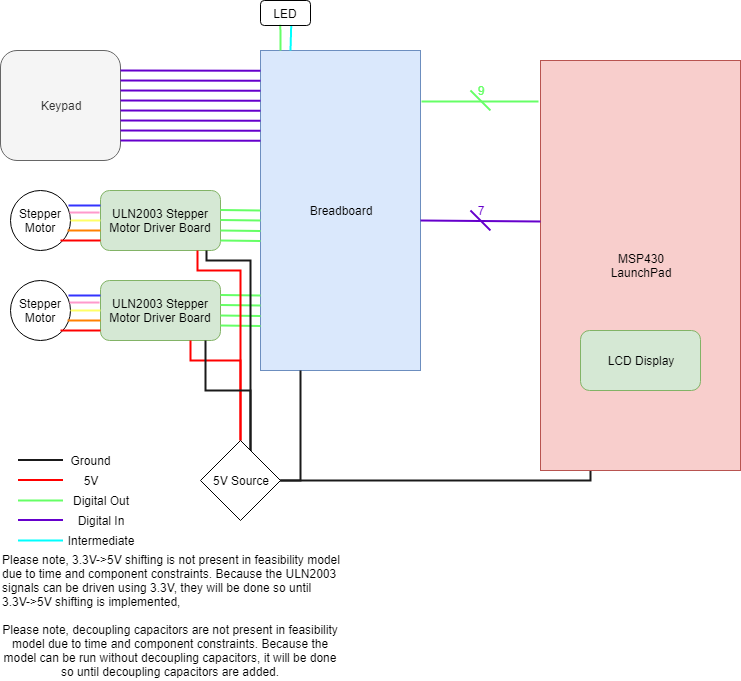 LED
Keypad
9
Stepper
Motor
ULN2003 Stepper
Motor Driver Board
Breadboard
7
MSP430
LaunchPad
Stepper
Motor
ULN2003 Stepper
Motor Driver Board
LCD Display
5V Source
Ground
5V
Digital Out
Digital In
Intermediate
Please note, 3.3V->5V shifting is not present in feasibility model
due to time and component constraints. Because the ULN2003
signals can be driven using 3.3V, they will be done so until
3.3V->5V shifting is implemented,
Please note, decoupling capacitors are not present in feasibility
model due to time and component constraints. Because the
model can be run without decoupling capacitors, it will be done
so until decoupling capacitors are added.